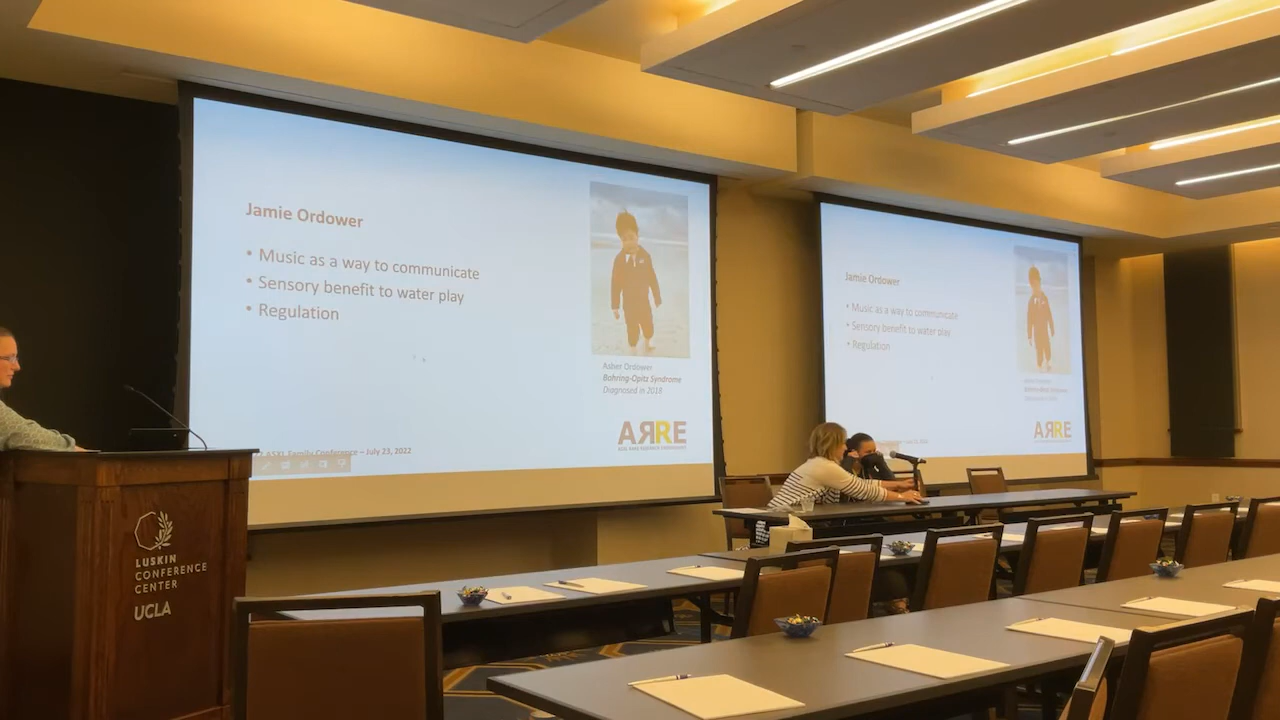 Jamie Ordower
• Music as a way to communicate
• Sensory benefit to water play
• Regulation
Asher Ordower
Bohring-Opitz Syndrome
Diagnosed in 2018
ARRE
ASXL Family Conference – July 23, 2022
Jamie Ordower
• Music as a way to communicate
• Sensory benefit to water play
• Regulation
ARRE
LUSKIN
CONFERENCE
CENTER
UCLA